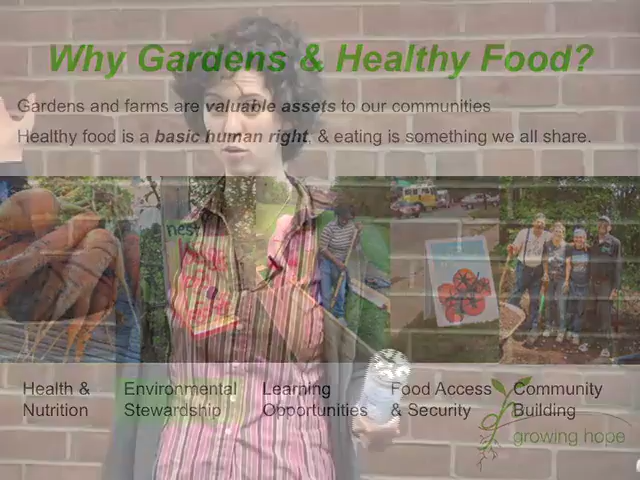 Why Gardens & Healthy Food?
Gardens and farms are valuable assets to our communities
Healthy food is a basic human right, & eating is something we all share.
nest
Health & Nutrition
Environmental Stewardship
Learning Opportunities
Food Access & Security
Community Building
growing hope